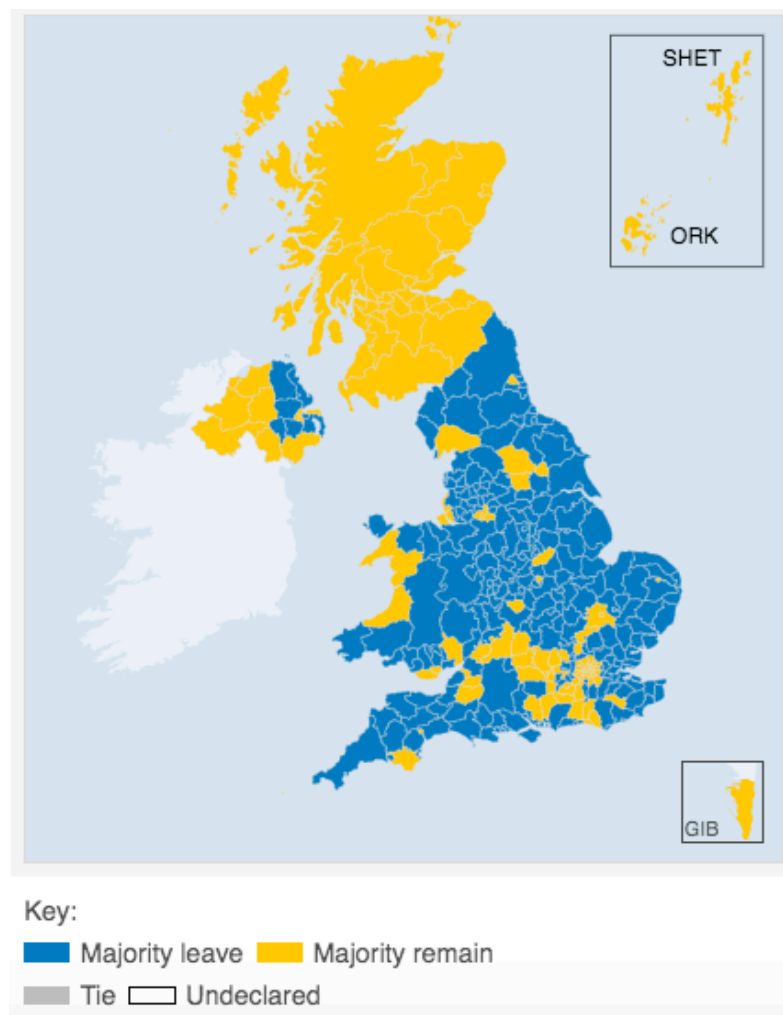 SHET
ORK
GIB
Key:
Majority leave Majority remain
Tie Undeclared